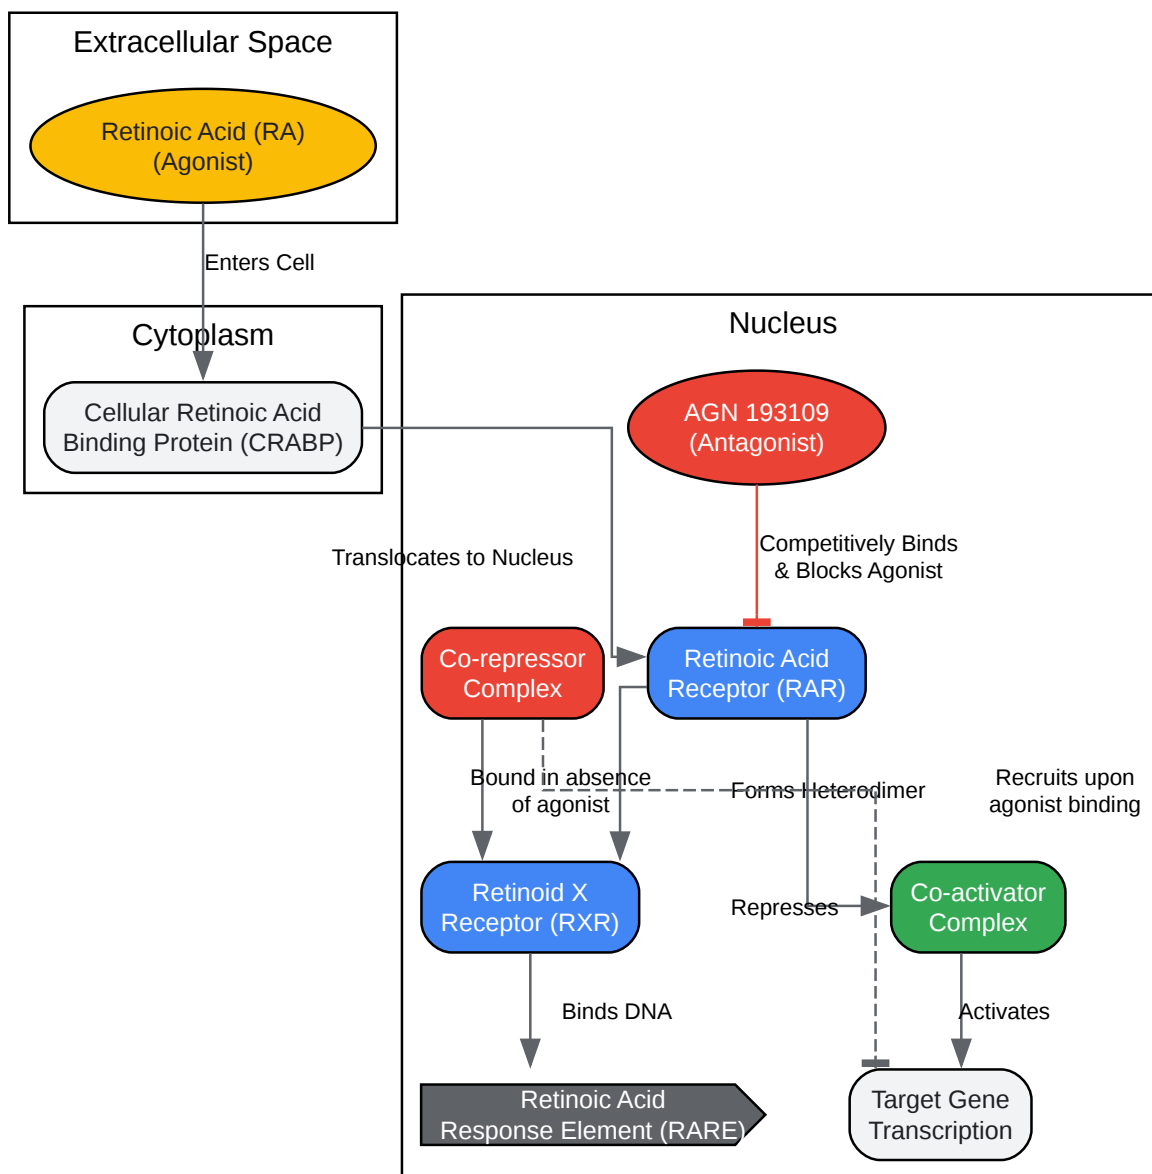 Extracellular Space
Retinoic Acid (RA)
(Agonist)
Enters Cell
Cytoplasm
Cellular Retinoic Acid
Binding Protein (CRABP)
Nucleus
AGN 193109
(Antagonist)
Translocates to Nucleus
Competitively Binds
& Blocks Agonist
Co-repressor
Complex
Retinoic Acid
Receptor (RAR)
Bound in absence
of agonist
Forms Heterodimer
Recruits upon
agonist binding
Retinoid X
Receptor (RXR)
Represses
Co-activator
Complex
Binds DNA
Activates
Retinoic Acid
Response Element (RARE)
Target Gene
Transcription